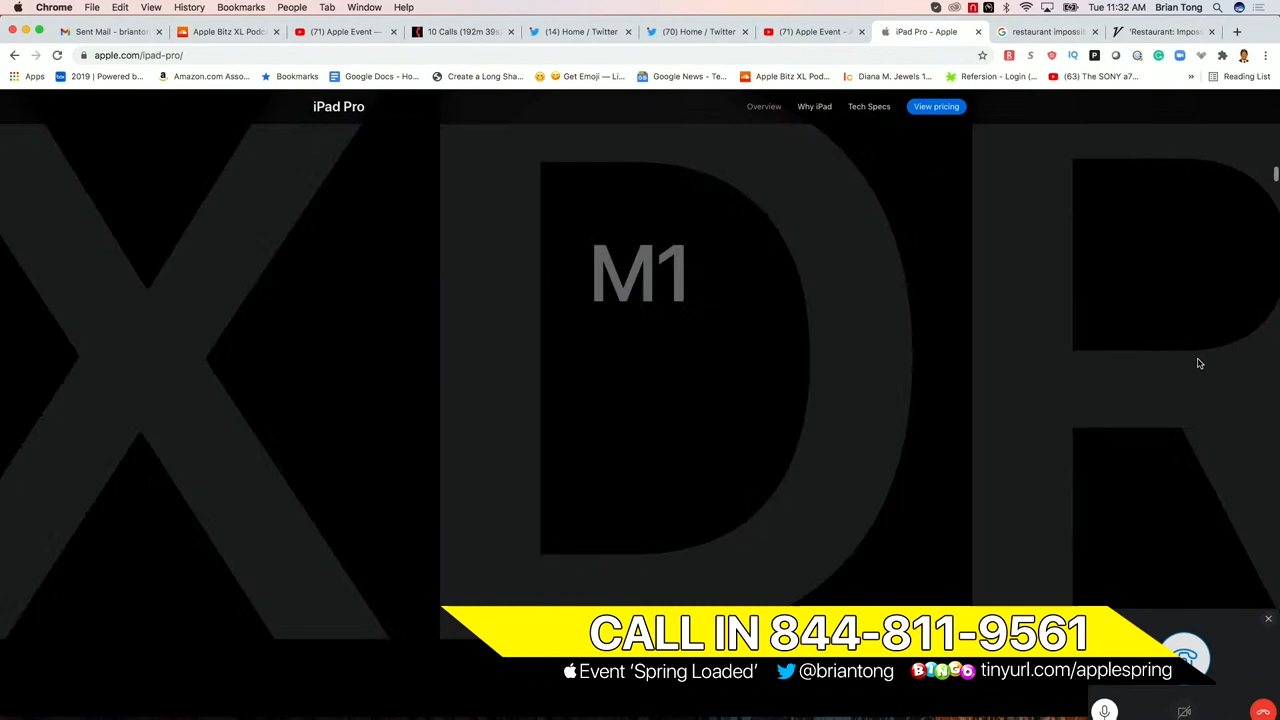 Chrome File Edit View History Bookmarks People Tab Window Help Tue 11:32 AM Brian Tong
Sent Mail - brianton Apple Bitz XL Podc (71) Apple Event — 10 Calls (192m 39s) (14) Home / Twitter (70) Home / Twitter (71) Apple Event - A iPad Pro - Apple restaurant impossib 'Restaurant: Impos
apple.com/ipad-pro/
Apps 2019 | Powered b... Amazon.com Asso... Bookmarks Google Docs - Ho... Create a Long Sha... Get Emoji — Li... Google News - Te... Apple Bitz XL Pod... Diana M. Jewels 1... Refersion - Login (... (63) The SONY a7... » Reading List
iPad Pro Overview Why iPad Tech Specs View pricing
XDR
M1
CALL IN 844-811-9561
Event ‘Spring Loaded’ @briantong BINGO tinyurl.com/applespring